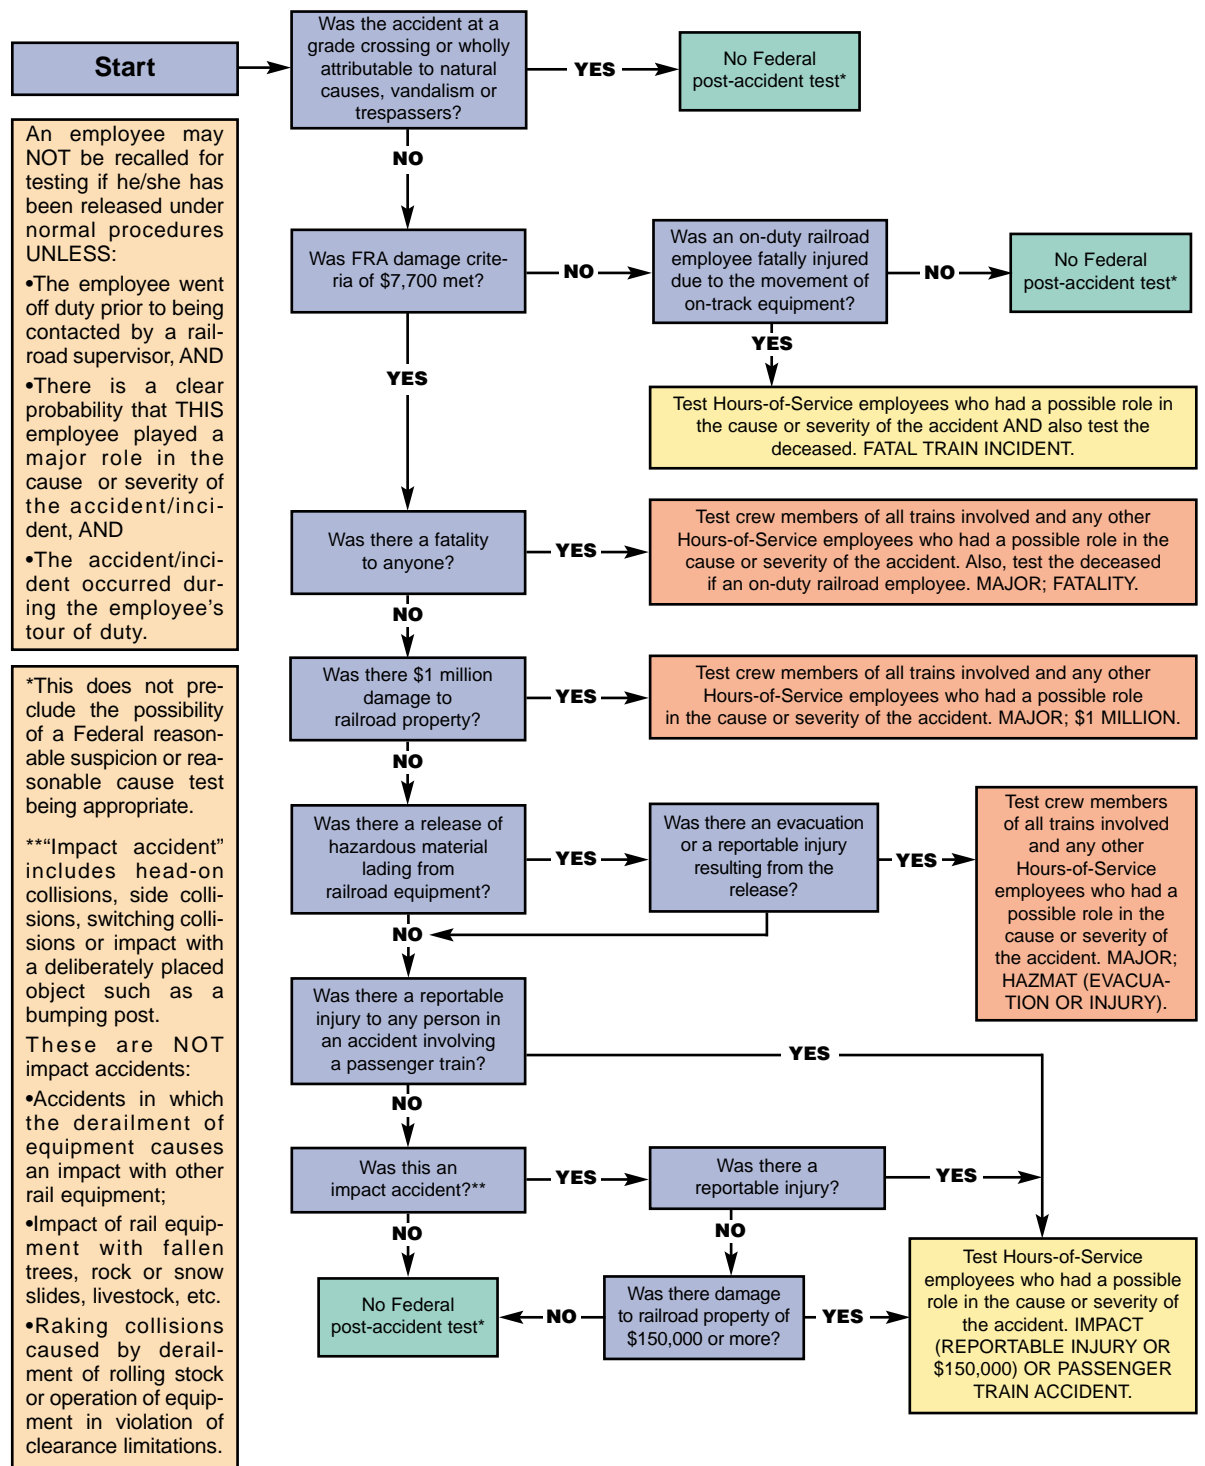 Start
Was the accident at a
grade crossing or wholly
attributable to natural
causes, vandalism or
trespassers?
YES
No Federal
post-accident test*
An employee may
NOT be recalled for
testing if he/she has
been released under
normal procedures
UNLESS:
•The employee went
off duty prior to being
contacted by a rail-
road supervisor, AND
•There is a clear
probability that THIS
employee played a
major role in the
cause or severity of
the accident/inci-
dent, AND
•The accident/inci-
dent occurred dur-
ing the employee's
tour of duty.
*This does not pre-
clude the possibility
of a Federal reason-
able suspicion or rea-
sonable cause test
being appropriate.
**“Impact accident”
includes head-on
collisions, side colli-
sions, switching colli-
sions or impact with
a deliberately placed
object such as a
bumping post.
These are NOT
impact accidents:
•Accidents in which
the derailment of
equipment causes
an impact with other
rail equipment;
•Impact of rail equip-
ment with fallen
trees, rock or snow
slides, livestock, etc.
•Raking collisions
caused by derail-
ment of rolling stock
or operation of equip-
ment in violation of
clearance limitations.
NO
Was FRA damage crite-
ria of $7,700 met?
NO
Was an on-duty railroad
employee fatally injured
due to the movement of
on-track equipment?
NO
No Federal
post-accident test*
YES
Test Hours-of-Service employees who had a possible role in
the cause or severity of the accident AND also test the
deceased. FATAL TRAIN INCIDENT.
YES
Was there a fatality
to anyone?
YES
Test crew members of all trains involved and any other
Hours-of-Service employees who had a possible role in the
cause or severity of the accident. Also, test the deceased
if an on-duty railroad employee. MAJOR; FATALITY.
NO
Was there $1 million
damage to
railroad property?
YES
Test crew members of all trains involved and any other
Hours-of-Service employees who had a possible role
in the cause or severity of the accident. MAJOR; $1 MILLION.
NO
Was there a release of
hazardous material
lading from
railroad equipment?
YES
Was there an evacuation
or a reportable injury
resulting from the
release?
YES
Test crew members
of all trains involved
and any other
Hours-of-Service
employees who had a
possible role in the
cause or severity of
the accident. MAJOR;
HAZMAT (EVACUA-
TION OR INJURY).
NO
Was there a reportable
injury to any person in
an accident involving
a passenger train?
YES
NO
Was this an
impact accident?**
YES
Was there a
reportable injury?
YES
NO
No Federal
post-accident test*
NO
Was there damage
to railroad property of
$150,000 or more?
NO
YES
Test Hours-of-Service
employees who had a possible
role in the cause or severity of
the accident. IMPACT
(REPORTABLE INJURY OR
$150,000) OR PASSENGER
TRAIN ACCIDENT.